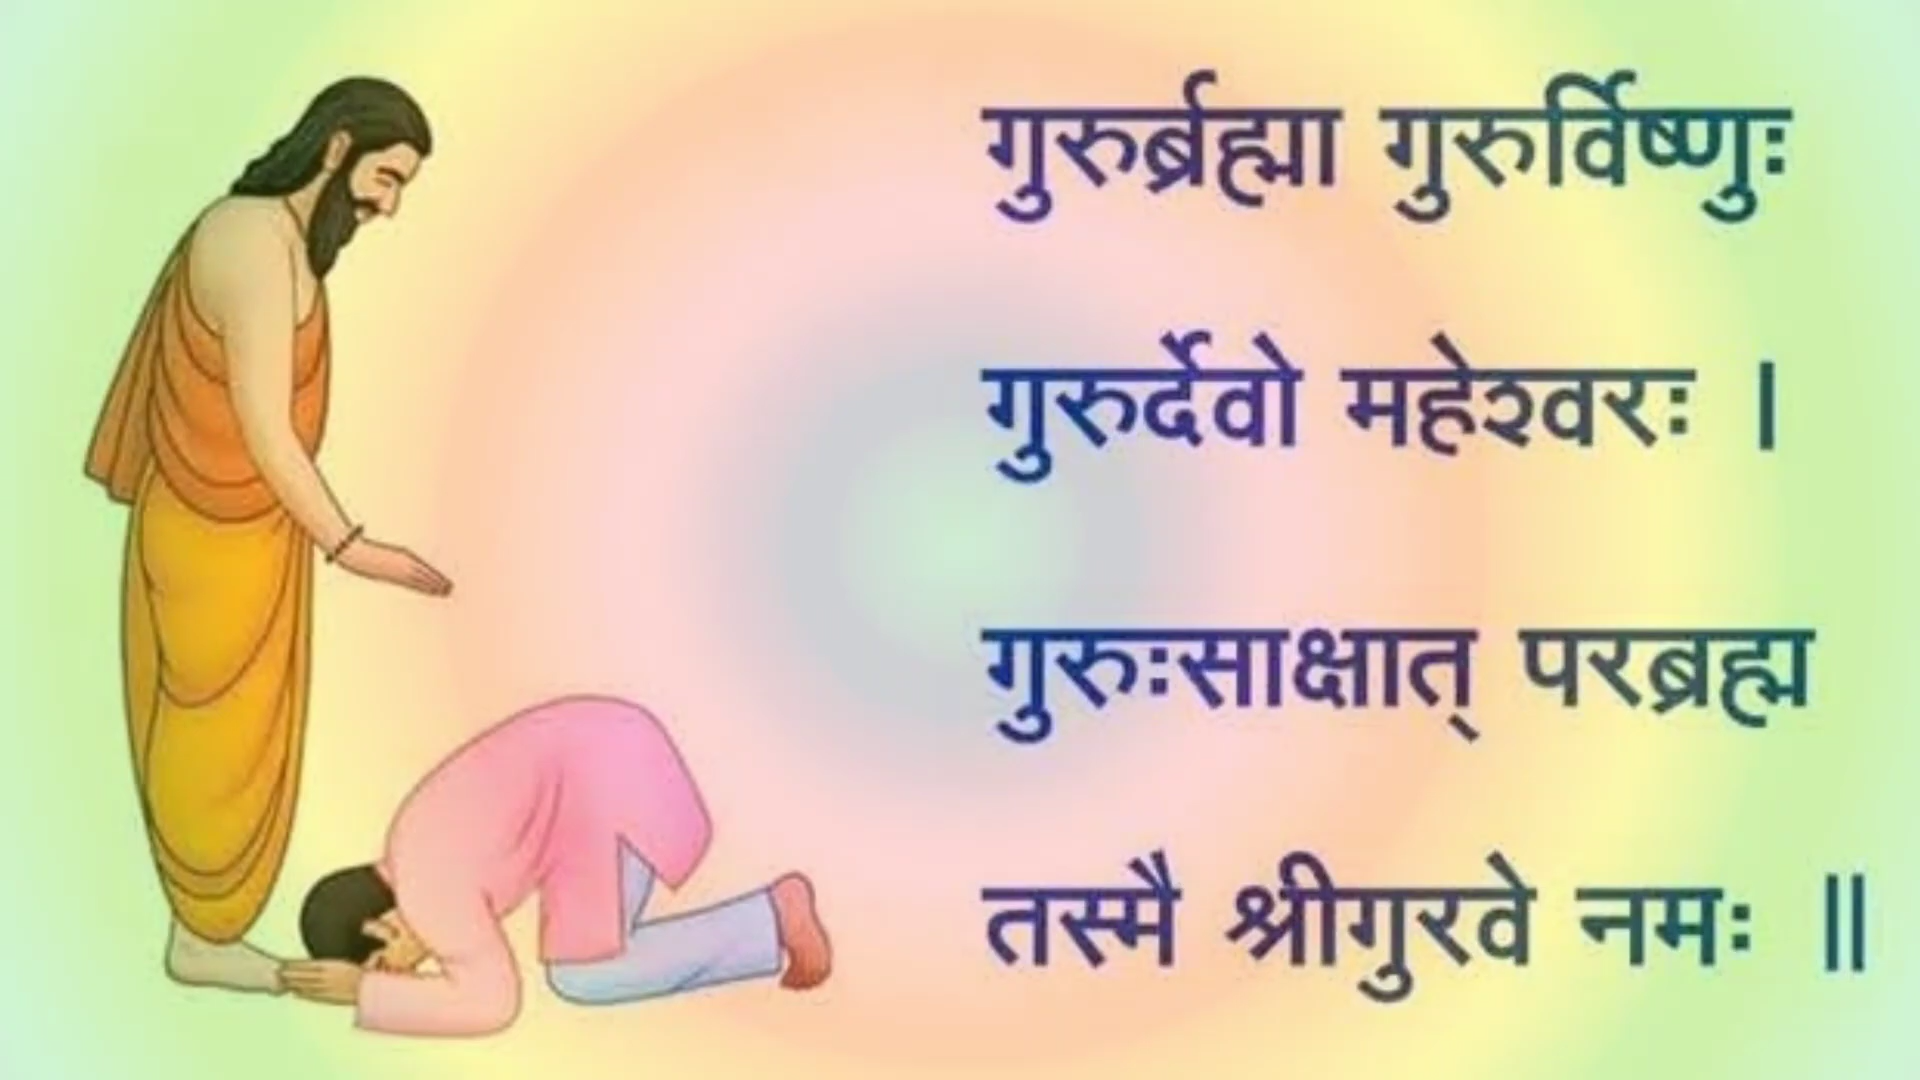 गुरुर्ब्रह्मा गुरुर्विष्णुः
गुरुर्देवो महेश्वरः ।
गुरुःसाक्षात् परब्रह्म
तस्मै श्रीगुरवे नमः ॥